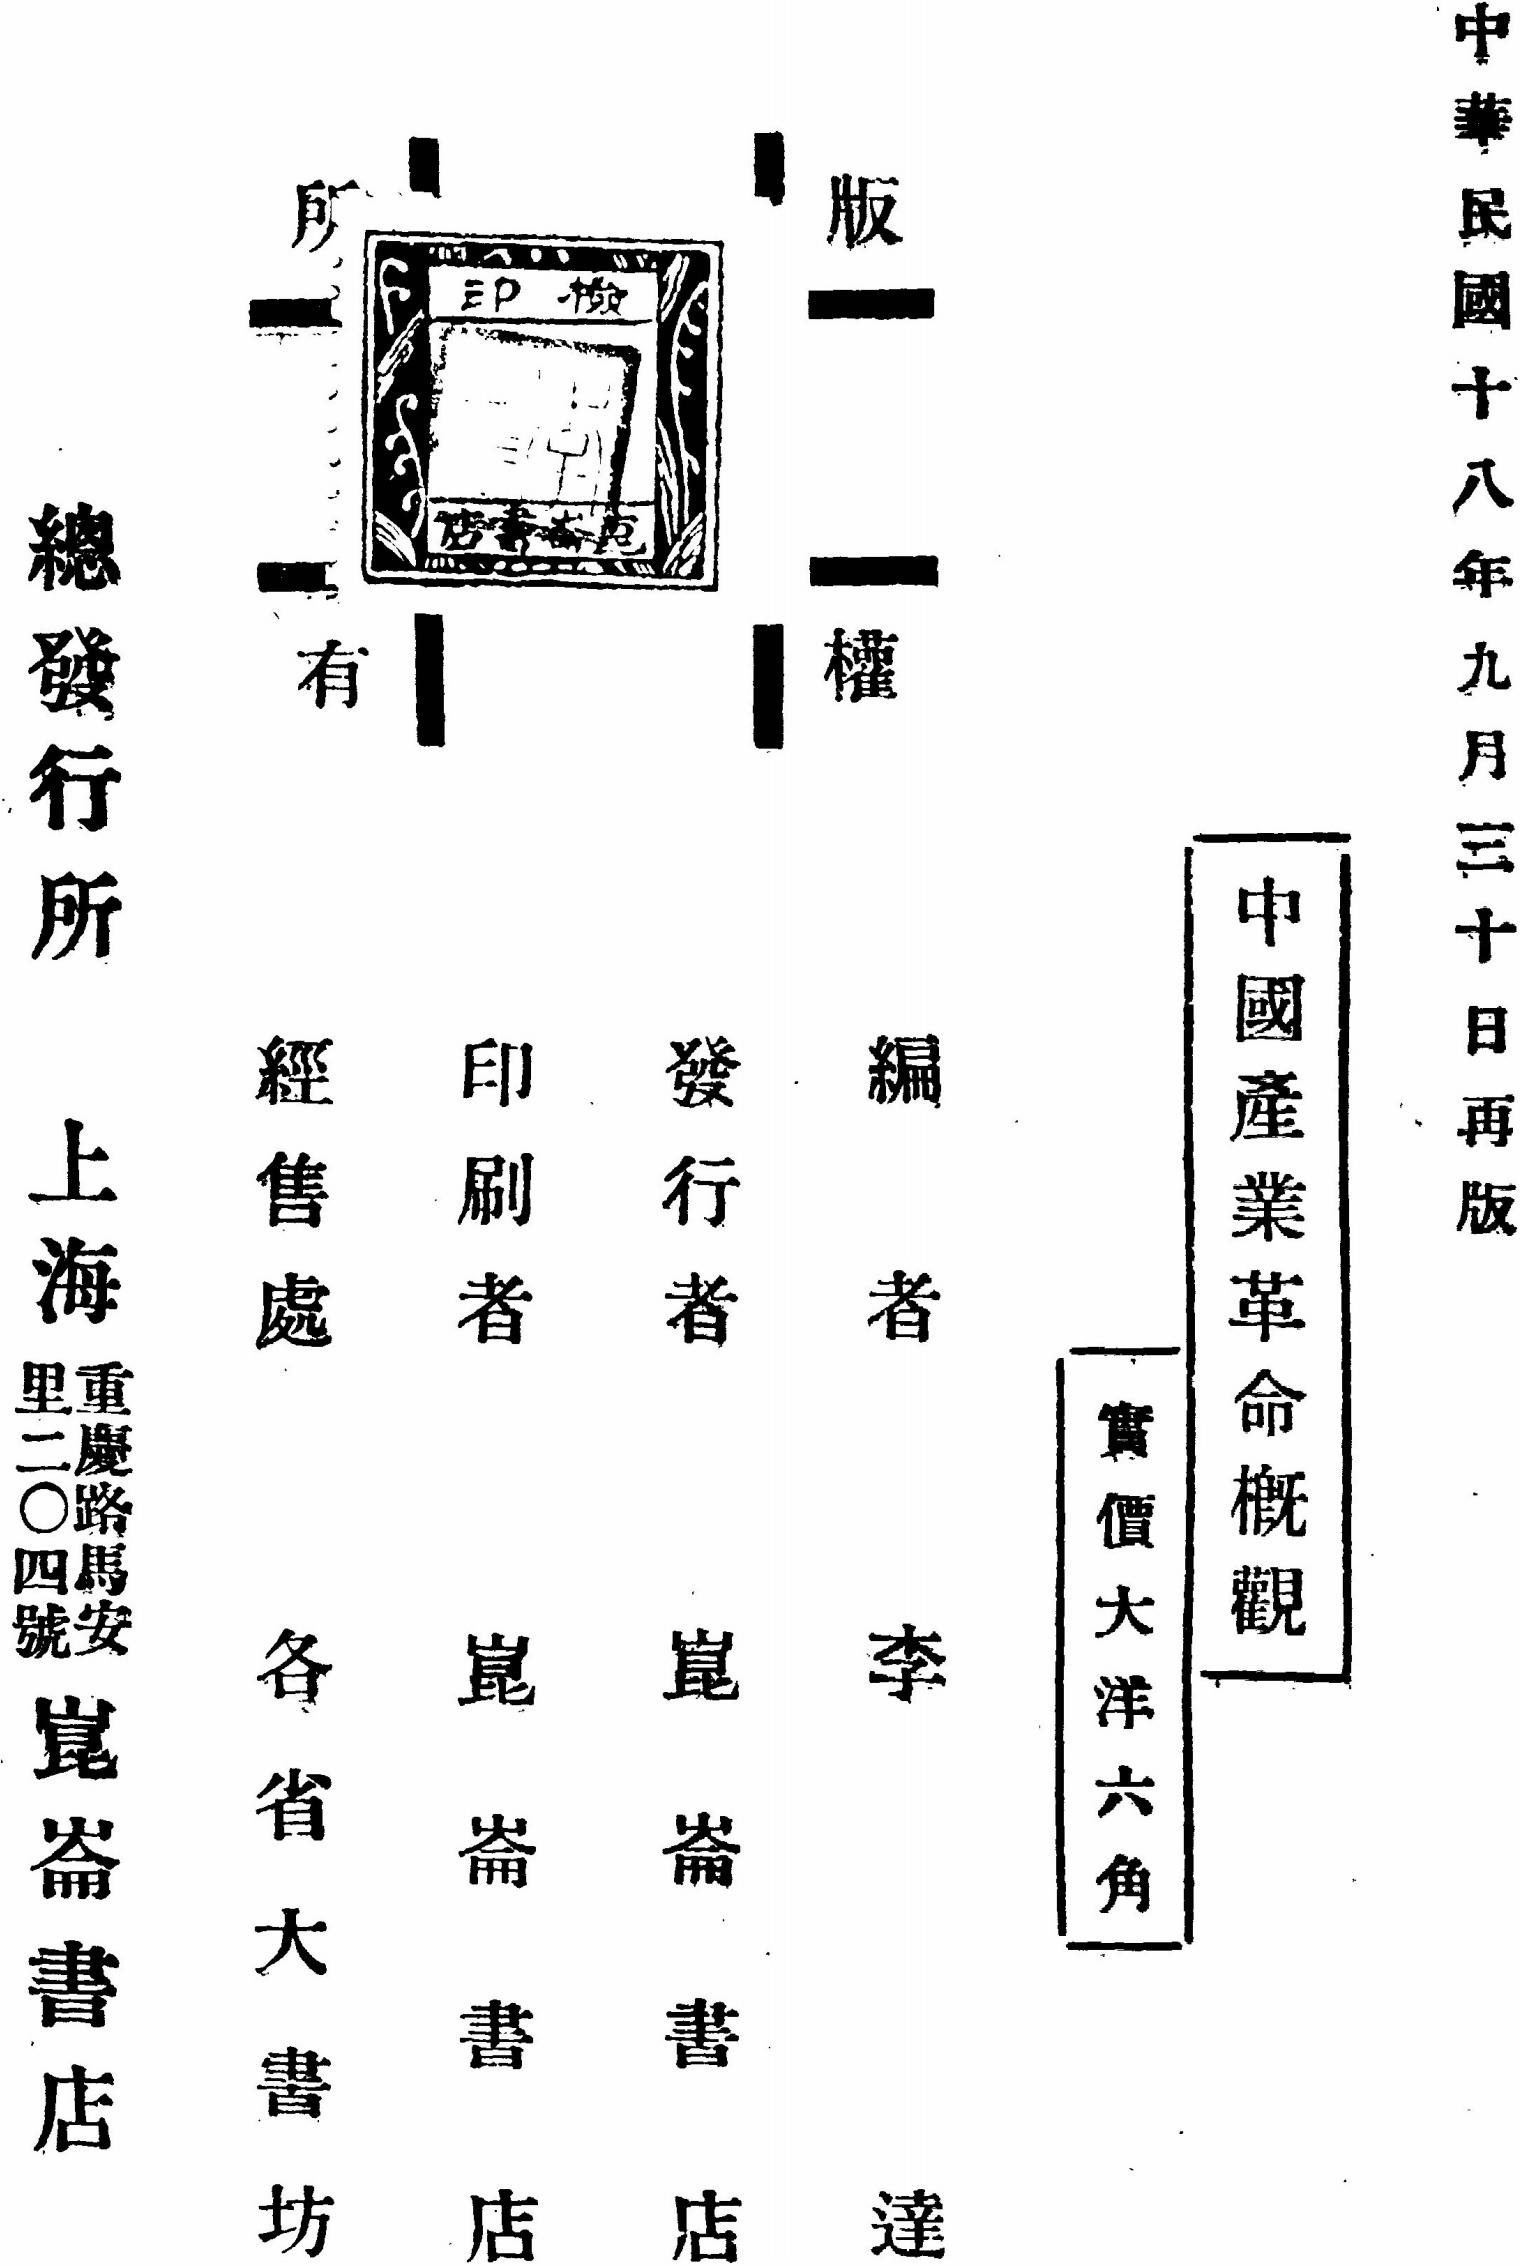 中華民國十八年九月三十日再版
中國產業革命概觀
實價大洋六角
版權
所有
檢印
崑崙書店
編者 李達
發行者 崑崙書店
印刷者 崑崙書店
經售處 各省大書坊
總發行所 上海 重慶路馬安里二〇四號 崑崙書店